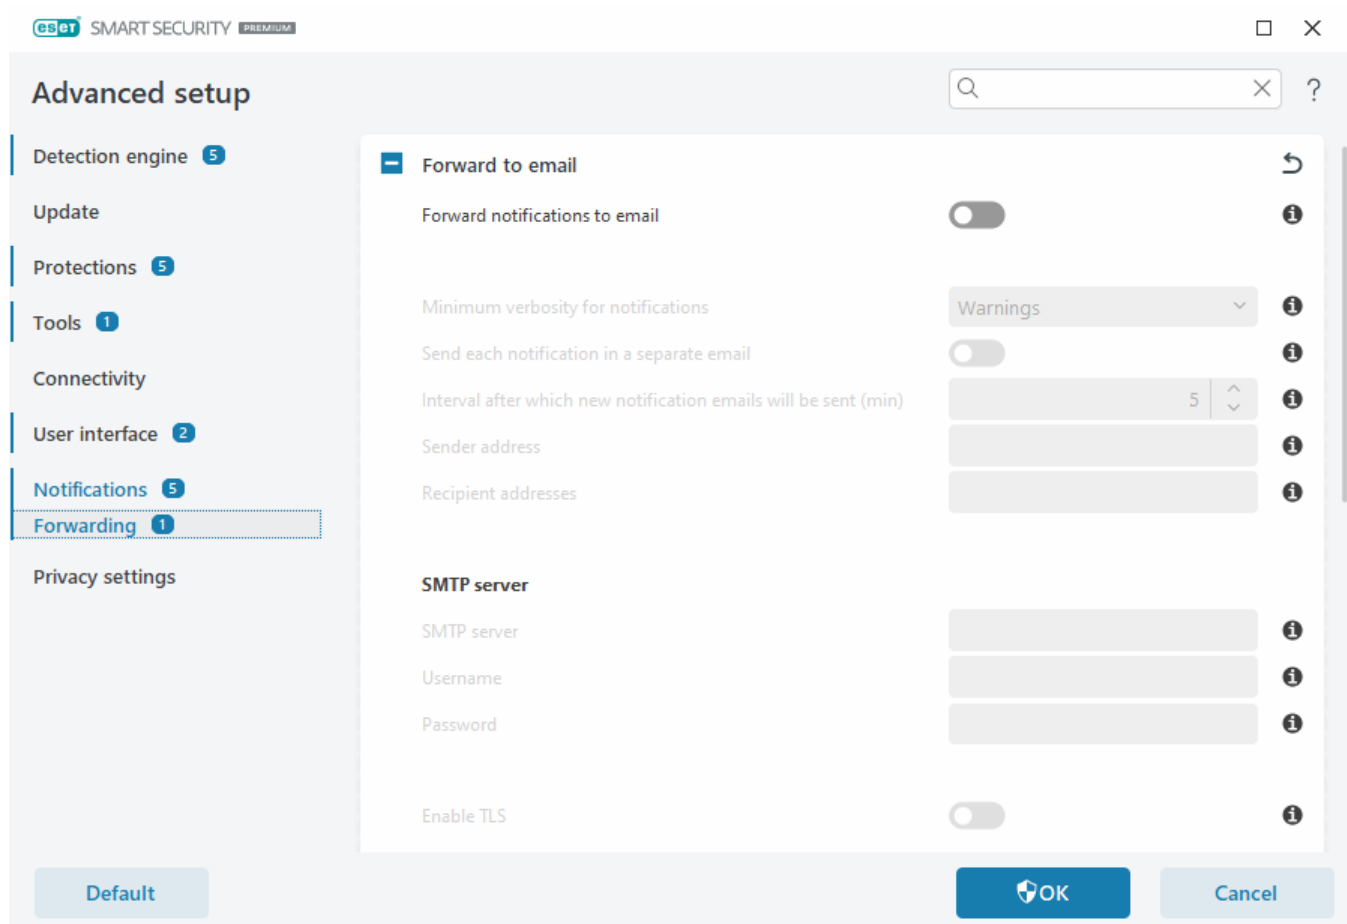 eset SMART SECURITY PREMIUM
Advanced setup
?
Detection engine 5
Update
Protections 5
Tools 1
Connectivity
User interface 2
Notifications 5
Forwarding 1
Privacy settings
Forward to email
Forward notifications to email
Minimum verbosity for notifications Warnings
Send each notification in a separate email
Interval after which new notification emails will be sent (min) 5
Sender address
Recipient addresses
SMTP server
SMTP server
Username
Password
Enable TLS
Default
OK
Cancel